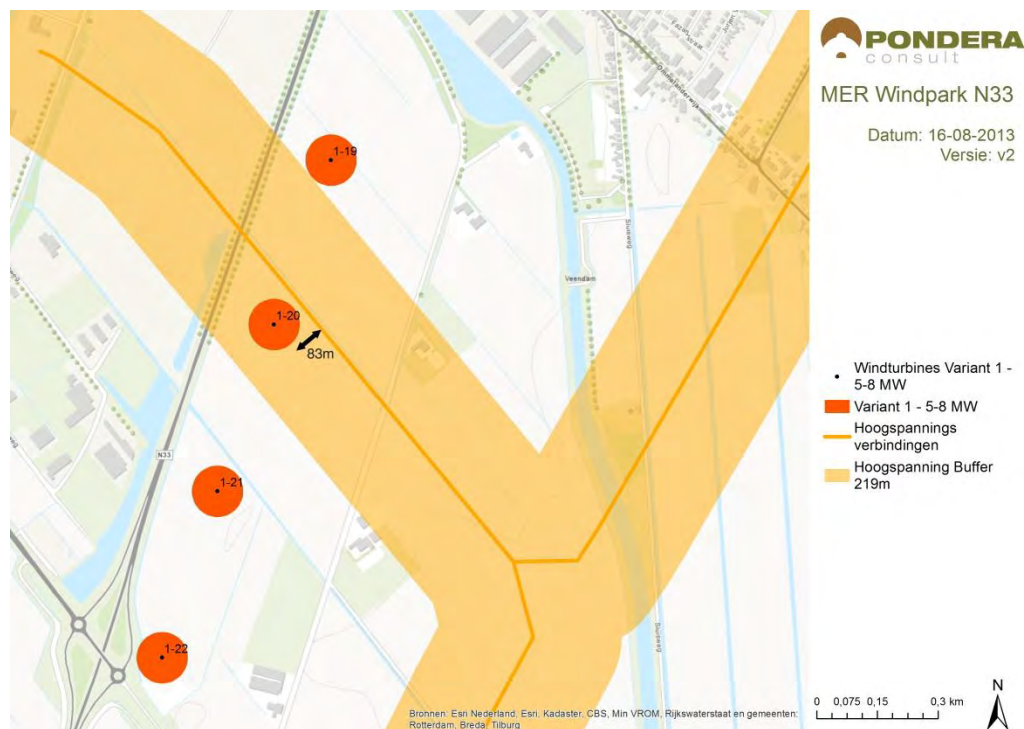 PONDERA
consult
MER Windpark N33
Datum: 16-08-2013
Versie: v2
1-19
1-20
83m
Veendam
Sluisweg
N33
1-21
1-22
Sluisweg
Windturbines Variant 1 -
5-8 MW
Variant 1 - 5-8 MW
Hoogspannings
verbindingen
Hoogspanning Buffer
219m
Bronnen: Esri Nederland, Esri, Kadaster, CBS, Min VROM, Rijkswaterstaat en gemeenten:
Rotterdam, Breda, Tilburg
0 0,075 0,15 0,3 km
N